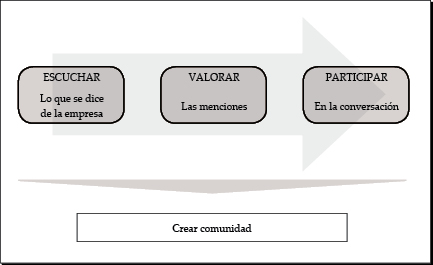 ESCUCHAR
Lo que se dice
de la empresa
VALORAR
Las menciones
PARTICIPAR
En la conversación
Crear comunidad